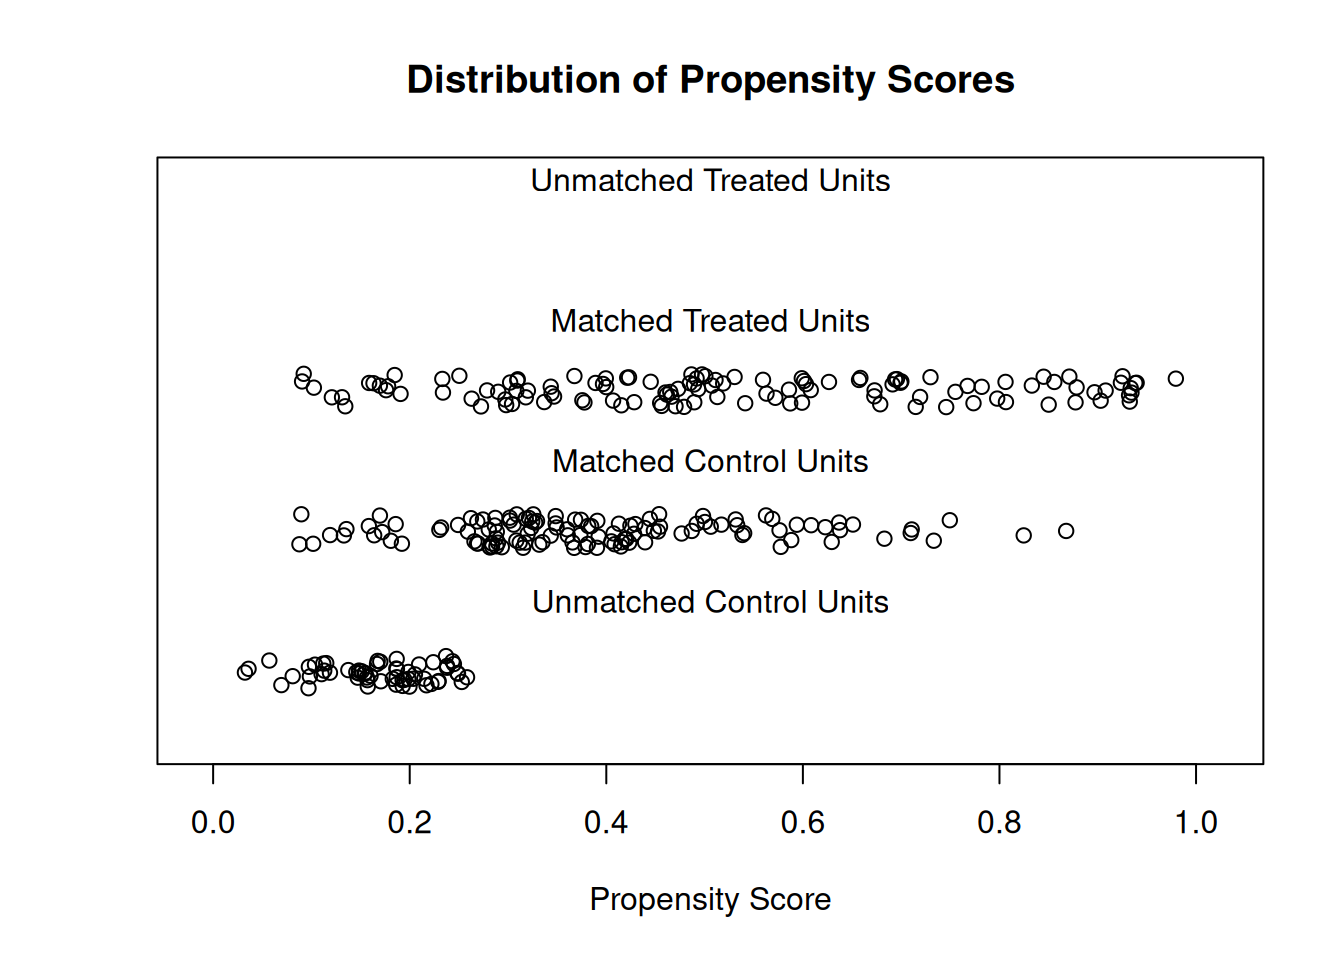 Distribution of Propensity Scores
Unmatched Treated Units
Matched Treated Units
Matched Control Units
Unmatched Control Units
0.0 0.2 0.4 0.6 0.8 1.0
Propensity Score